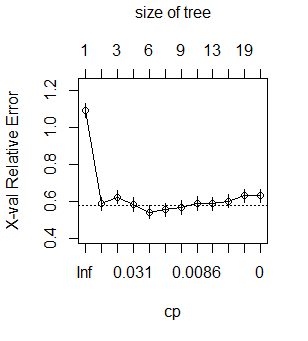 size of tree
1 3 6 9 13 19
X-val Relative Error
1.2
1.0
0.8
0.6
0.4
Inf 0.031 0.0086 0
cp